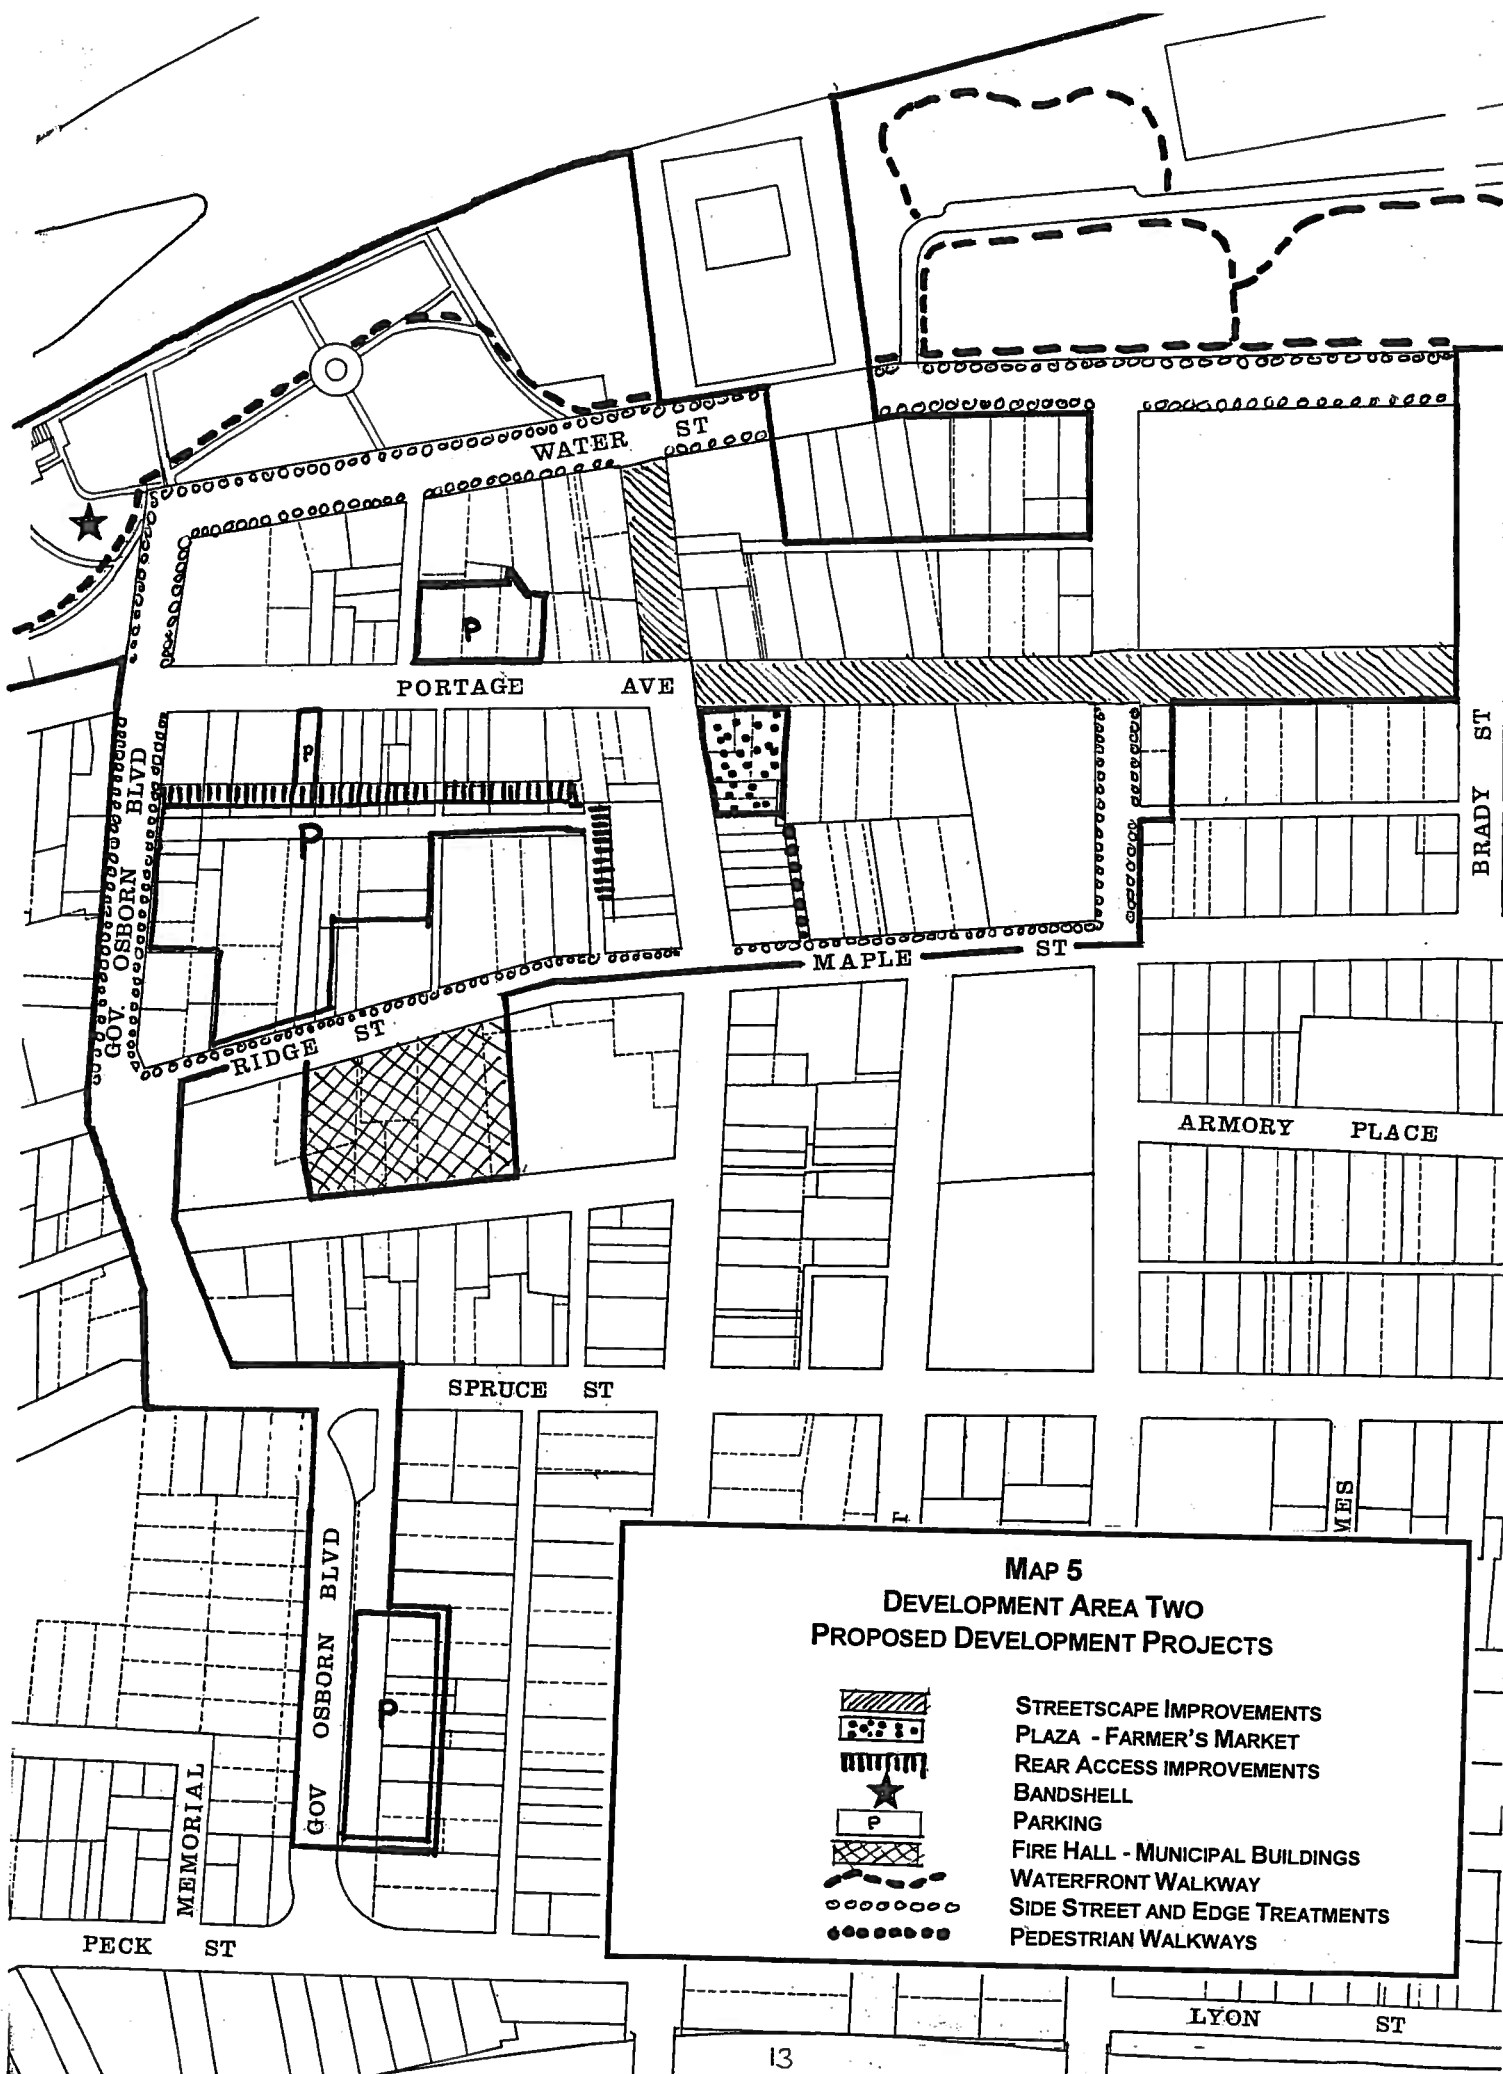 WATER ST
P
PORTAGE AVE
P
GOV. OSBORN BLVD
P
BRADY ST
MAPLE ST
RIDGE ST
ARMORY PLACE
SPRUCE ST
T
MES
GOV OSBORN BLVD
P
MEMORIAL
PECK ST
LYON ST
MAP 5
DEVELOPMENT AREA TWO
PROPOSED DEVELOPMENT PROJECTS
STREETSCAPE IMPROVEMENTS
PLAZA - FARMER'S MARKET
REAR ACCESS IMPROVEMENTS
BANDSHELL
P PARKING
FIRE HALL - MUNICIPAL BUILDINGS
WATERFRONT WALKWAY
SIDE STREET AND EDGE TREATMENTS
PEDESTRIAN WALKWAYS
13